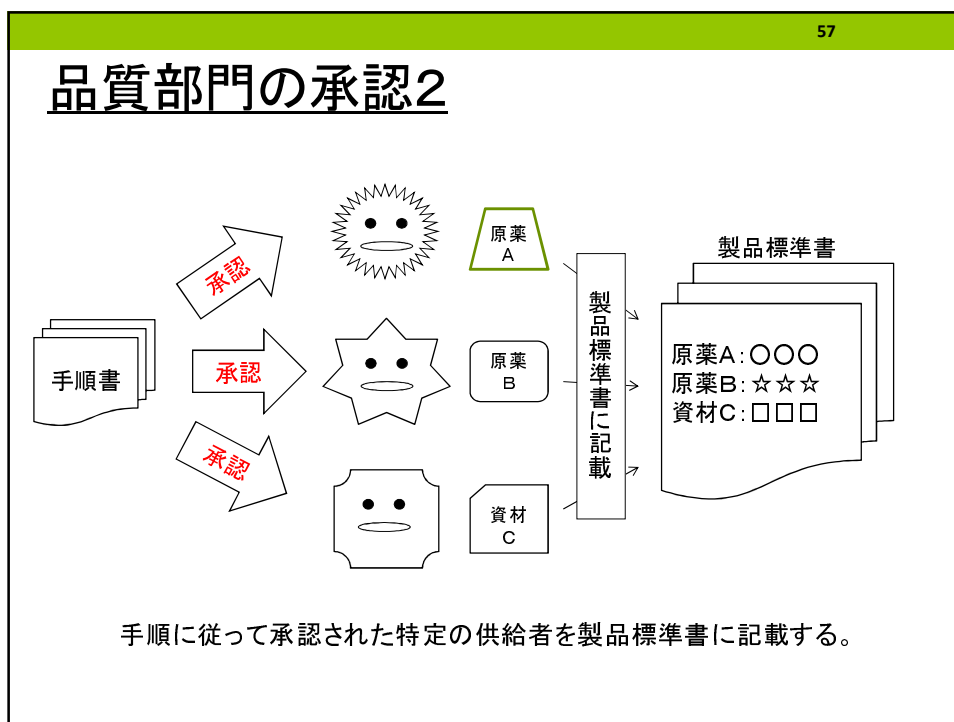 57
品質部門の承認２
承認
原薬
A
手順書
承認
原薬
B
承認
資材
C
製品標準書に記載
製品標準書
原薬A：○○○
原薬B：☆☆☆
資材C：□□□
手順に従って承認された特定の供給者を製品標準書に記載する。